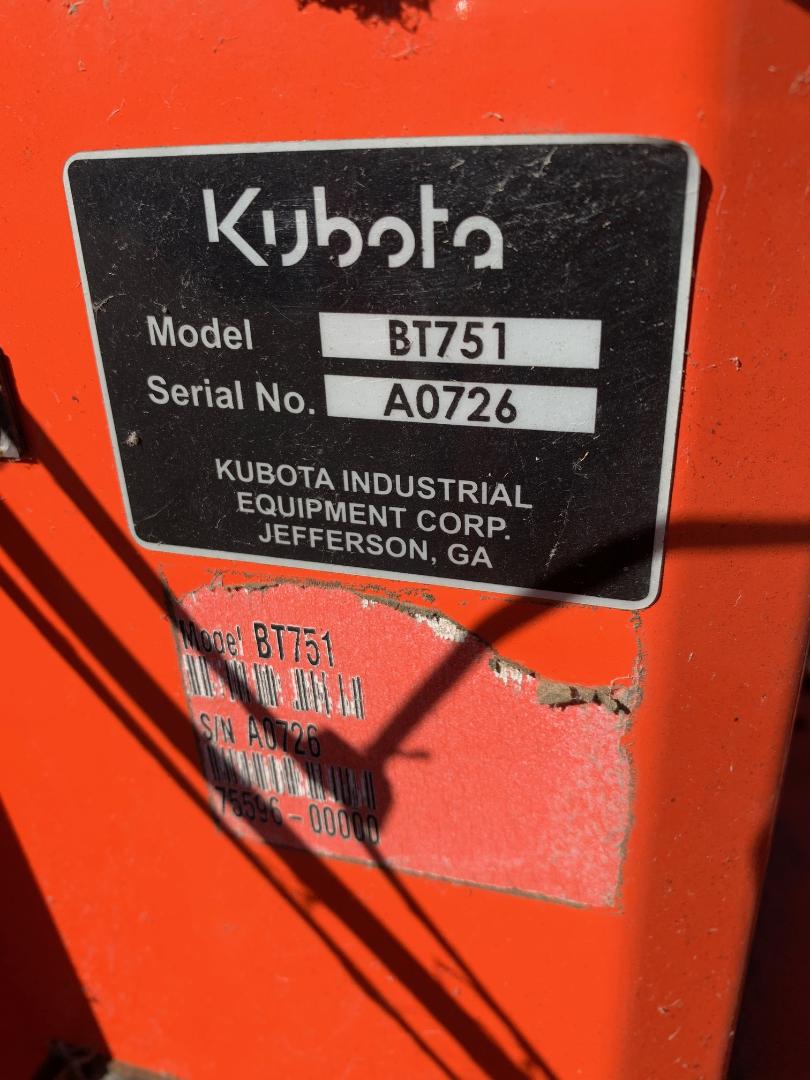 Kubota
Model BT751
Serial No. A0726
KUBOTA INDUSTRIAL
EQUIPMENT CORP.
JEFFERSON, GA
Model BT751
S/N A0726
75596-00000